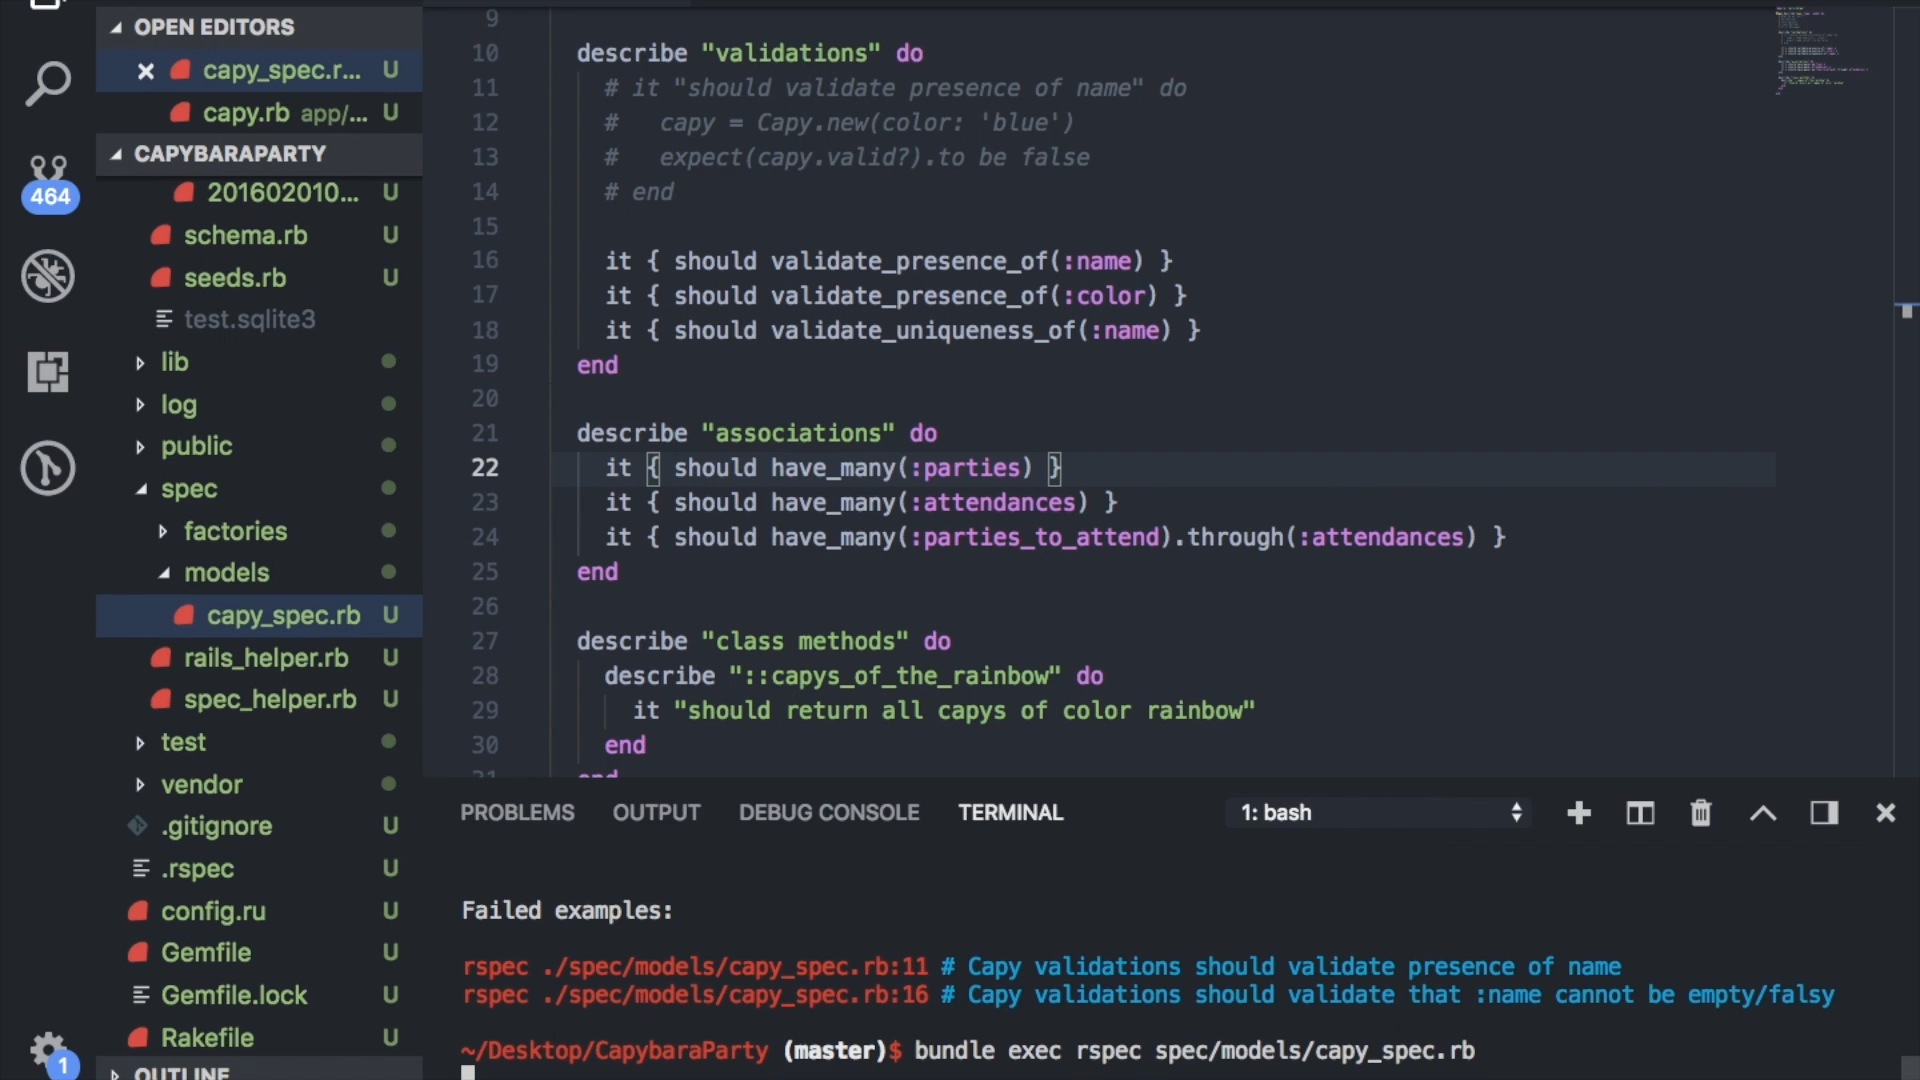 OPEN EDITORS
capy_spec.r... U
capy.rb app/... U
CAPYBARAPARTY
464
201602010... U
schema.rb U
seeds.rb U
test.sqlite3
lib
log
public
spec
factories
models
capy_spec.rb U
rails_helper.rb U
spec_helper.rb U
test
vendor
.gitignore U
.rspec U
config.ru U
Gemfile U
Gemfile.lock U
Rakefile U
1
OUTLINE
9
10 describe "validations" do
11 # it "should validate presence of name" do
12 #   capy = Capy.new(color: 'blue')
13 #   expect(capy.valid?).to be false
14 # end
15
16 it { should validate_presence_of(:name) }
17 it { should validate_presence_of(:color) }
18 it { should validate_uniqueness_of(:name) }
19 end
20
21 describe "associations" do
22 it { should have_many(:parties) }
23 it { should have_many(:attendances) }
24 it { should have_many(:parties_to_attend).through(:attendances) }
25 end
26
27 describe "class methods" do
28 describe "::capys_of_the_rainbow" do
29 it "should return all capys of color rainbow"
30 end
31 end
PROBLEMS OUTPUT DEBUG CONSOLE TERMINAL 1: bash
Failed examples:
rspec ./spec/models/capy_spec.rb:11 # Capy validations should validate presence of name
rspec ./spec/models/capy_spec.rb:16 # Capy validations should validate that :name cannot be empty/falsy
~/Desktop/CapybaraParty (master)$ bundle exec rspec spec/models/capy_spec.rb